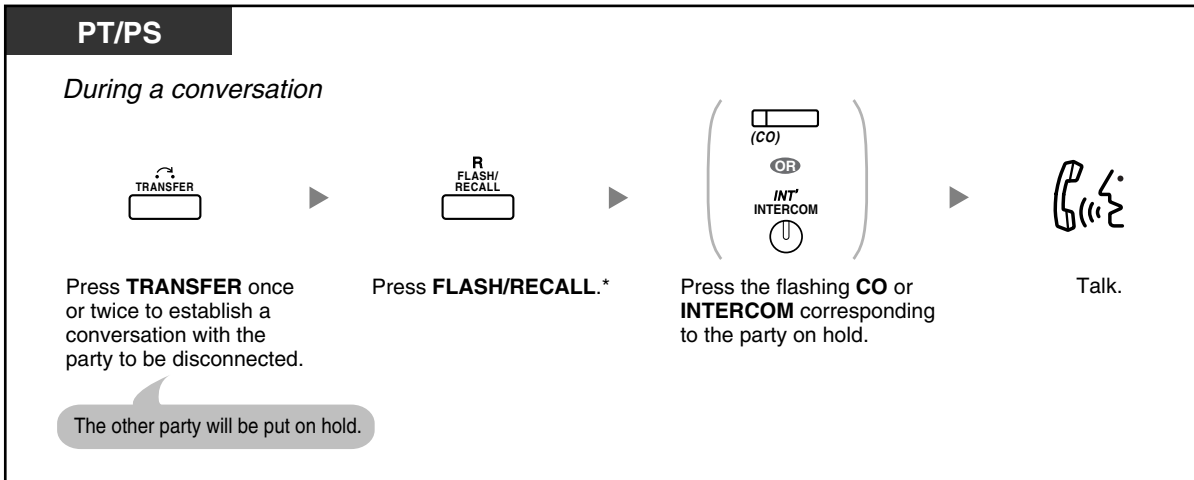 PT/PS
During a conversation
TRANSFER
R
FLASH/
RECALL
(CO)
OR
INT'
INTERCOM
Press TRANSFER once
or twice to establish a
conversation with the
party to be disconnected.
Press FLASH/RECALL.*
Press the flashing CO or
INTERCOM corresponding
to the party on hold.
Talk.
The other party will be put on hold.